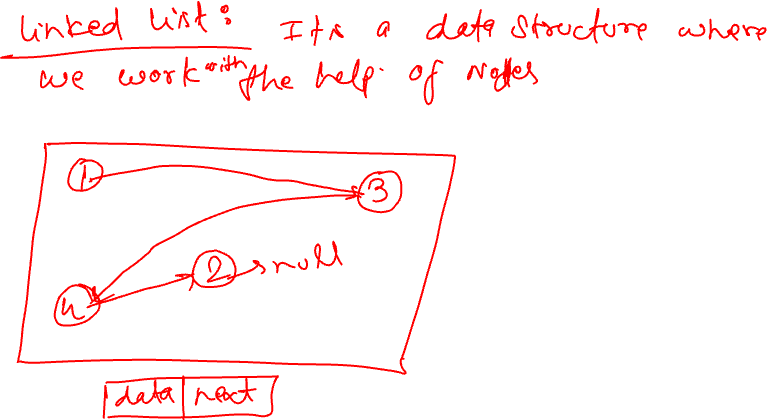 Linked List: Its a data structure where
we work with the help of Nodes
1
3
2 null
4
data next